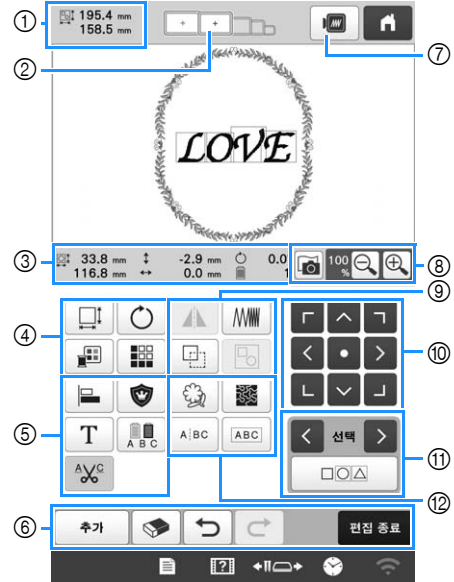 ① 195.4 mm
158.5 mm
②
⑦
LOVE
③ 33.8 mm -2.9 mm 0.0
116.8 mm 0.0 mm 1
100 %
⑧
⑨
④
⑩
⑤ T A B C A BC ABC
A C
선택
⑪
⑫
⑥ 추가 편집 종료
?